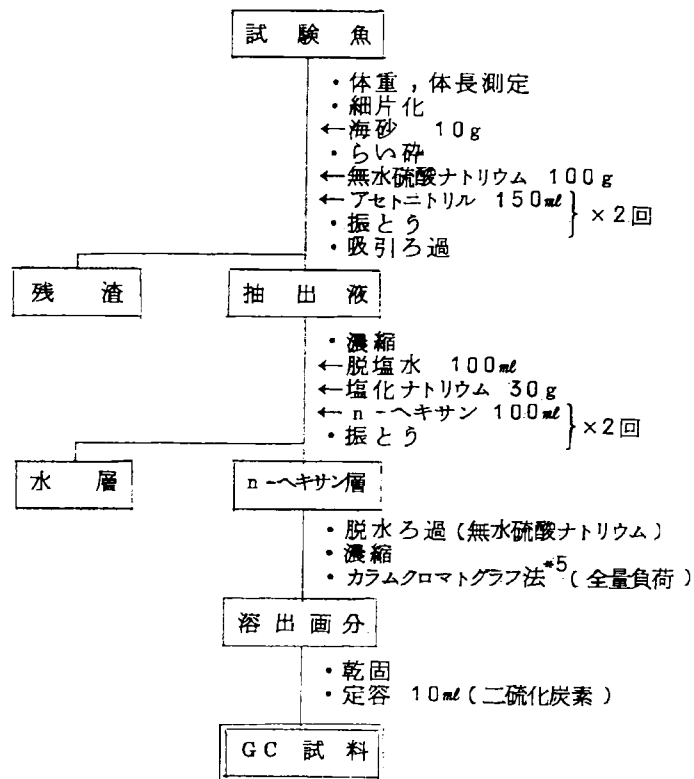 試験魚
・体重,体長測定
・細片化
←海砂 10g
・らい砕
←無水硫酸ナトリウム 100g
←アセトニトリル 150ml
・振とう
} ×2回
・吸引ろ過
残渣
抽出液
・濃縮
←脱塩水 100ml
←塩化ナトリウム 30g
←n-ヘキサン 100ml
・振とう
} ×2回
水層
n-ヘキサン層
・脱水ろ過(無水硫酸ナトリウム)
・濃縮
・カラムクロマトグラフ法*5(全量負荷)
溶出画分
・乾固
・定容 10ml(二硫化炭素)
GC試料